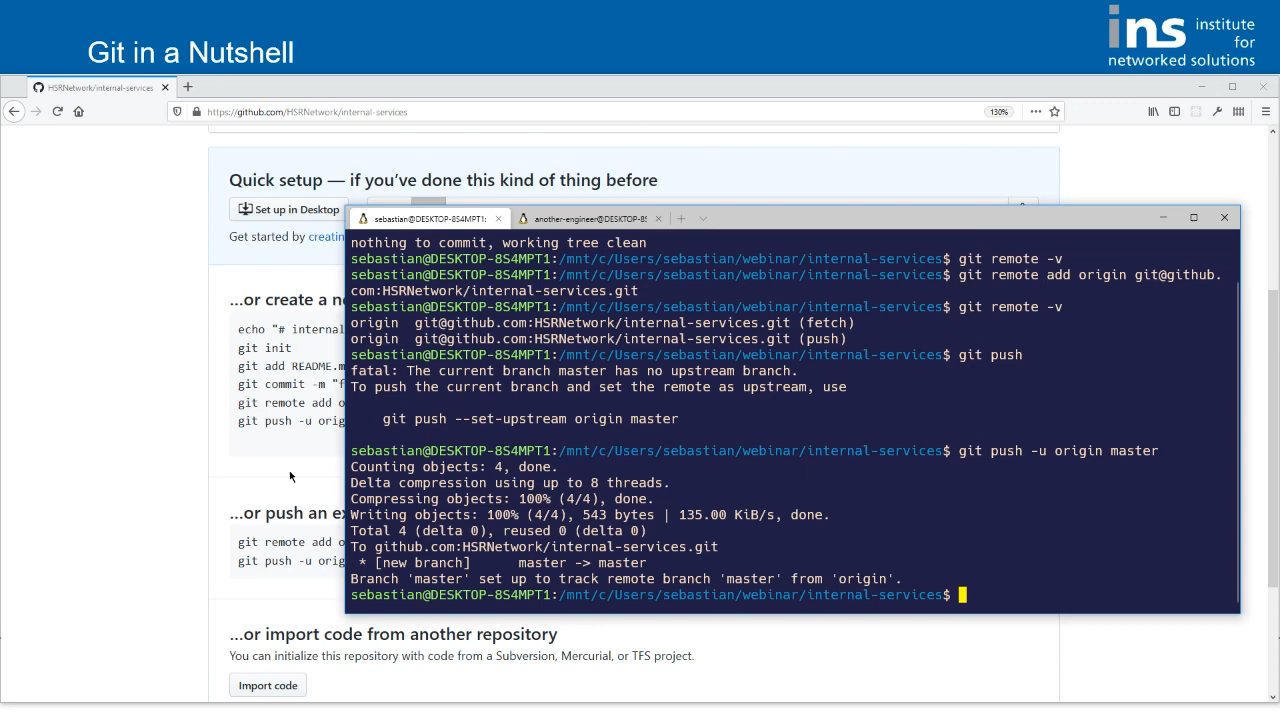 Git in a Nutshell
ins institute
for
networked solutions
HSRNetwork/internal-services
https://github.com/HSRNetwork/internal-services
130%
Quick setup — if you’ve done this kind of thing before
Set up in Desktop
Get started by creatin
sebastian@DESKTOP-8S4MPT1:
another-engineer@DESKTOP-8S
nothing to commit, working tree clean
sebastian@DESKTOP-8S4MPT1:/mnt/c/Users/sebastian/webinar/internal-services$ git remote -v
sebastian@DESKTOP-8S4MPT1:/mnt/c/Users/sebastian/webinar/internal-services$ git remote add origin git@github.
com:HSRNetwork/internal-services.git
sebastian@DESKTOP-8S4MPT1:/mnt/c/Users/sebastian/webinar/internal-services$ git remote -v
origin  git@github.com:HSRNetwork/internal-services.git (fetch)
origin  git@github.com:HSRNetwork/internal-services.git (push)
sebastian@DESKTOP-8S4MPT1:/mnt/c/Users/sebastian/webinar/internal-services$ git push
fatal: The current branch master has no upstream branch.
To push the current branch and set the remote as upstream, use
git push --set-upstream origin master
sebastian@DESKTOP-8S4MPT1:/mnt/c/Users/sebastian/webinar/internal-services$ git push -u origin master
Counting objects: 4, done.
Delta compression using up to 8 threads.
Compressing objects: 100% (4/4), done.
Writing objects: 100% (4/4), 543 bytes | 135.00 KiB/s, done.
Total 4 (delta 0), reused 0 (delta 0)
To github.com:HSRNetwork/internal-services.git
* [new branch]      master -> master
Branch 'master' set up to track remote branch 'master' from 'origin'.
sebastian@DESKTOP-8S4MPT1:/mnt/c/Users/sebastian/webinar/internal-services$
…or create a n
echo "# internal
git init
git add README.m
git commit -m "f
git remote add o
git push -u orig
…or push an ex
git remote add o
git push -u orig
…or import code from another repository
You can initialize this repository with code from a Subversion, Mercurial, or TFS project.
Import code